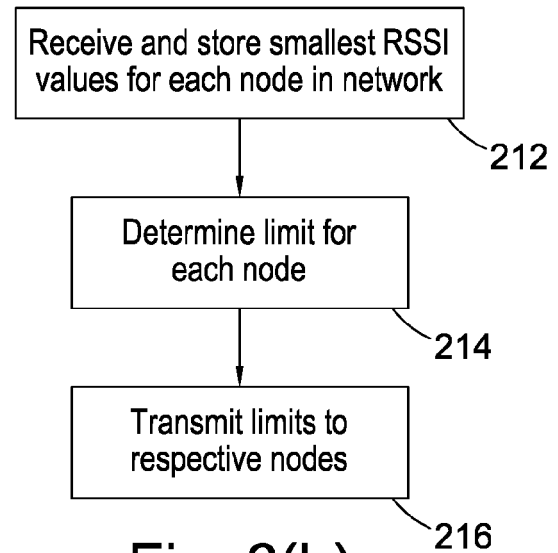 Receive and store smallest RSSI
values for each node in network
212
Determine limit for
each node
214
Transmit limits to
respective nodes
216